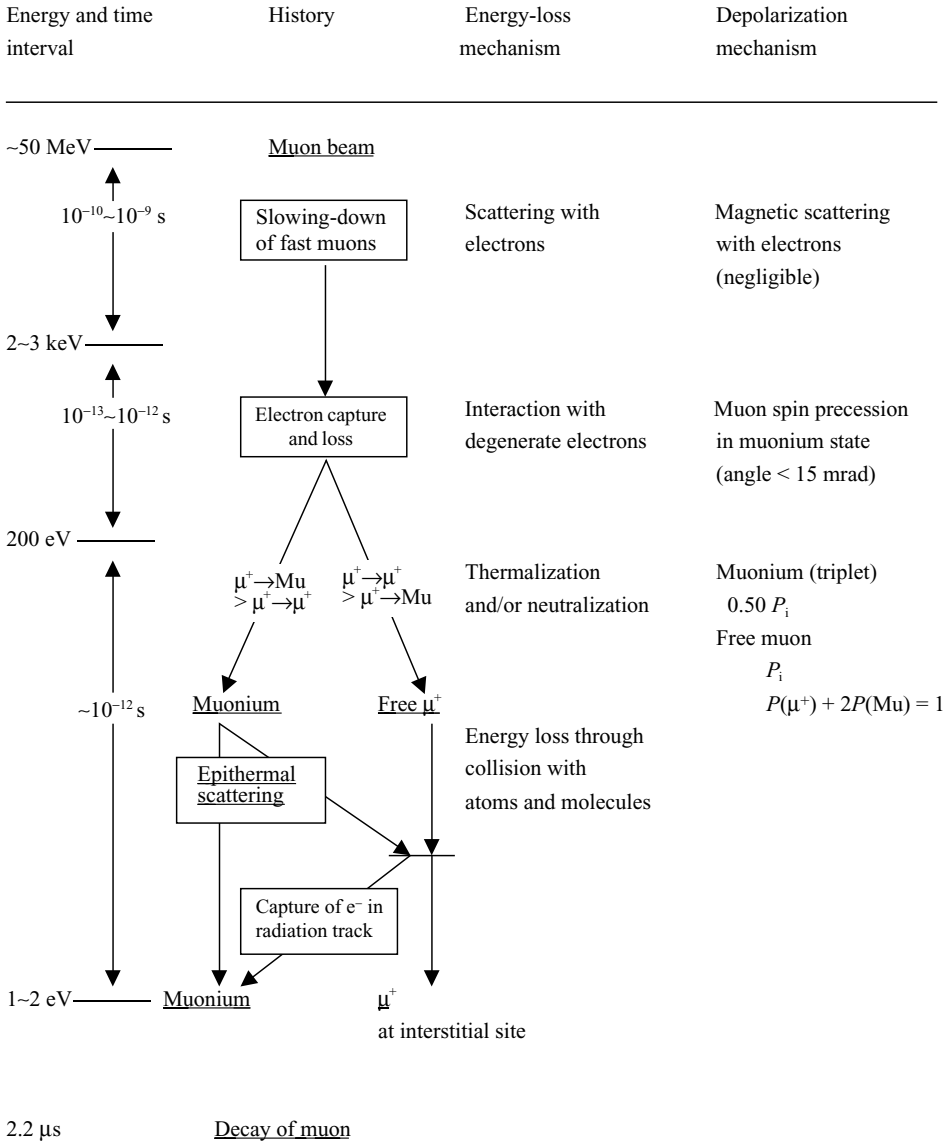 Energy and time interval
History
Energy-loss mechanism
Depolarization mechanism
~50 MeV
Muon beam
10⁻¹⁰~10⁻⁹ s
Slowing-down
of fast muons
Scattering with
electrons
Magnetic scattering
with electrons
(negligible)
2~3 keV
10⁻¹³~10⁻¹² s
Electron capture
and loss
Interaction with
degenerate electrons
Muon spin precession
in muonium state
(angle < 15 mrad)
200 eV
μ⁺→Mu
> μ⁺→μ⁺
μ⁺→μ⁺
> μ⁺→Mu
Thermalization
and/or neutralization
Muonium (triplet)
0.50 Pᵢ
Free muon
Pᵢ
P(μ⁺) + 2P(Mu) = 1
~10⁻¹² s
Muonium
Free μ⁺
Energy loss through
collision with
atoms and molecules
Epithermal
scattering
Capture of e⁻ in
radiation track
1~2 eV
Muonium
μ⁺
at interstitial site
2.2 μs
Decay of muon